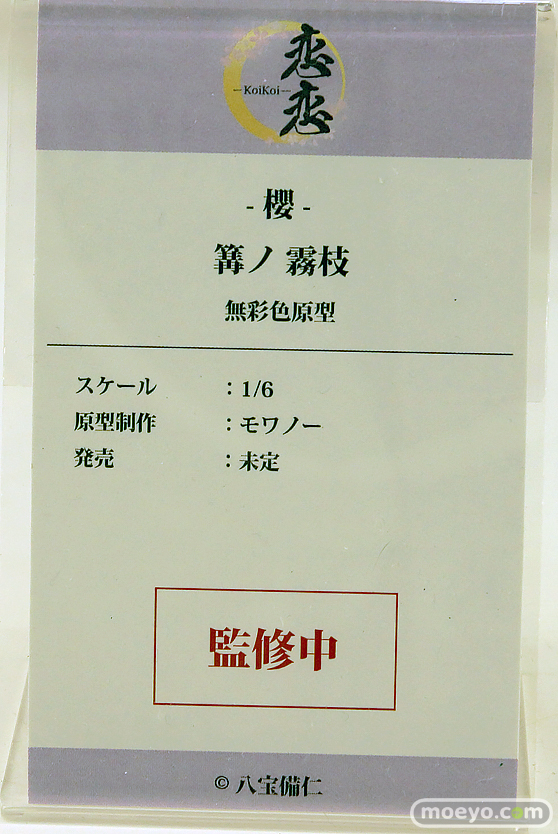 恋恋
-KoiKoi-
- 櫻 -
篝ノ霧枝
無彩色原型
スケール : 1/6
原型制作 : モワノー
発売 : 未定
監修中
© 八宝備仁
moeyo.com